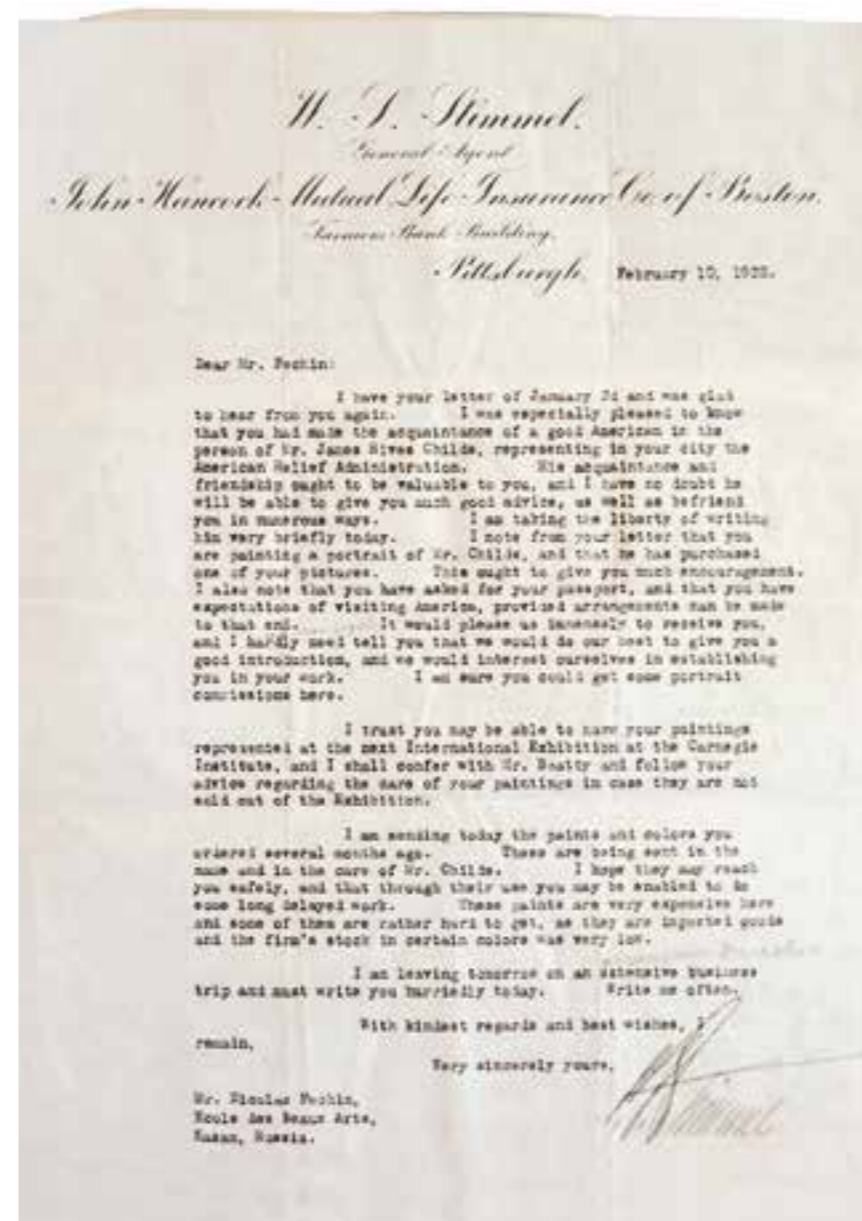 W. S. Stimmel.
General Agent
John Hancock Mutual Life Insurance Co. of Boston.
Farmers Bank Building.
Pittsburgh. February 10,
Dear Mr. Fechin:
I have your letter of January 2d and was glad
to hear from you again. I was especially pleased to know
that you had made the acquaintance of a good American in the
person of Mr. James Rives Childs, representing in your city the
American Relief Administration. His acquaintance and
friendship ought to be valuable to you, and I have no doubt he
will be able to give you much good advice, as well as befriend
you in numerous ways. I am taking the liberty of writing
him very briefly today. I note from your letter that you
are painting a portrait of Mr. Childs, and that he has purchased
one of your pictures. This ought to give you much encouragement.
I also note that you have asked for your passport, and that you have
expectations of visiting America, provided arrangements can be made
to that end. It would please us immensely to receive you,
and I hardly need tell you that we would do our best to give you a
good introduction, and we would interest ourselves in establishing
you in your work. I am sure you could get some portrait
commissions here.
I trust you may be able to have your paintings
represented at the next International Exhibition at the Carnegie
Institute, and I shall confer with Mr. Beatty and follow your
advice regarding the care of your paintings in case they are not
sold out of the Exhibition.
I am sending today the paints and colors you
ordered several months ago. These are being sent in the
name and in the care of Mr. Childs. I hope they may reach
you safely, and that through their use you may be enabled to do
some long delayed work. These paints are very expensive here
and some of them are rather hard to get, as they are imported goods
and the firm's stock in certain colors was very low.
I am leaving tomorrow on an extensive business
trip and must write you hurriedly today. Write me often.
With kindest regards and best wishes, I
remain,
Very sincerely yours,
W. S. Stimmel
Mr. Nicolas Fechin,
Ecole des Beaux Arts,
Kasan, Russia.